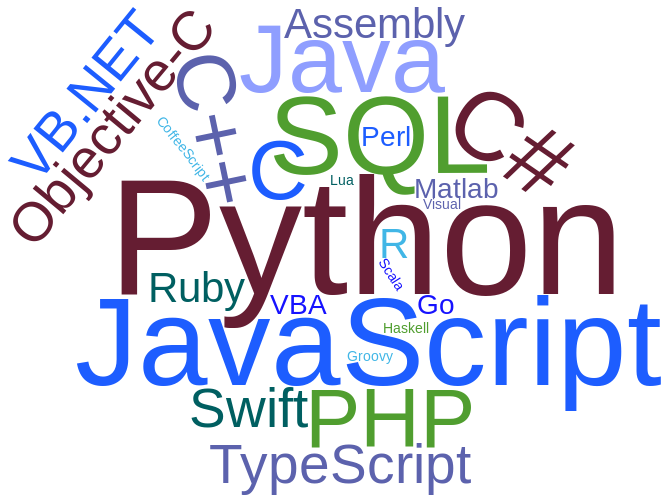 Assembly
Java
VB.NET
Objective-C
C++
SQL
C#
Perl
CoffeeScript
C
Lua
Matlab
Visual
Python
R
Scala
Ruby
VBA
Go
JavaScript
Haskell
Groovy
Swift
PHP
TypeScript